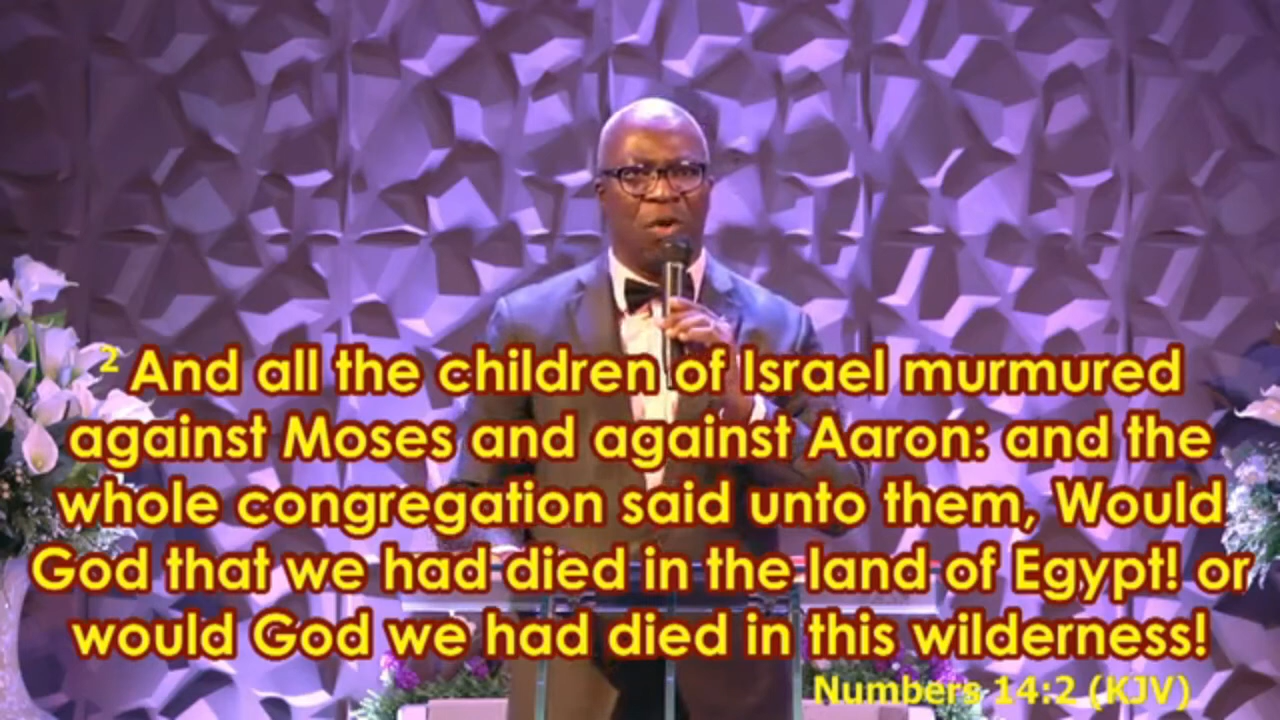 2 And all the children of Israel murmured
against Moses and against Aaron: and the
whole congregation said unto them, Would
God that we had died in the land of Egypt! or
would God we had died in this wilderness!
Numbers 14:2 (KJV)